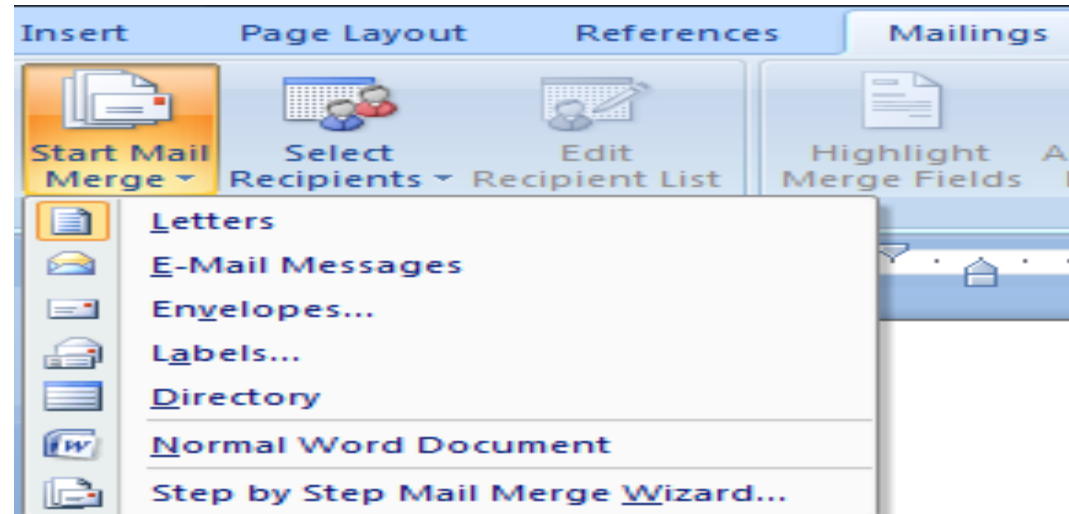 Insert Page Layout References Mailings
Start Mail Merge Select Recipients Edit Recipient List Highlight Merge Fields
Letters
E-Mail Messages
Envelopes...
Labels...
Directory
Normal Word Document
Step by Step Mail Merge Wizard...